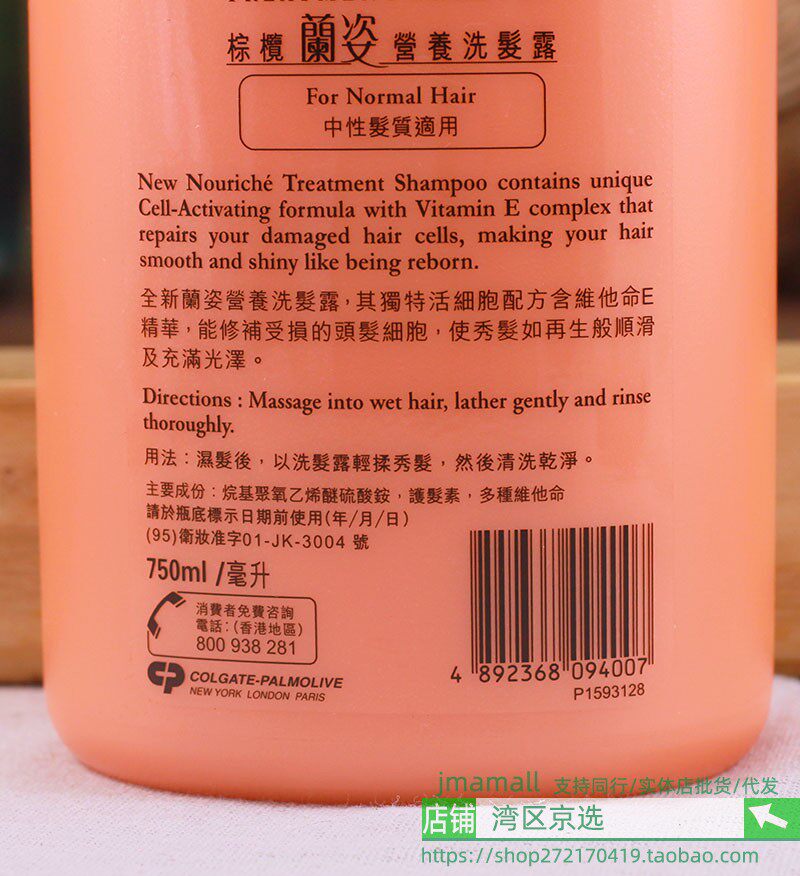 棕欖 蘭姿 營養洗髮露
For Normal Hair
中性髮質適用
New Nouriché Treatment Shampoo contains unique
Cell-Activating formula with Vitamin E complex that
repairs your damaged hair cells, making your hair
smooth and shiny like being reborn.
全新蘭姿營養洗髮露，其獨特活細胞配方含維他命E
精華，能修補受損的頭髮細胞，使秀髮如再生般順滑
及充滿光澤。
Directions : Massage into wet hair, lather gently and rinse
thoroughly.
用法：濕髮後，以洗髮露輕揉秀髮，然後清洗乾淨。
主要成份：烷基聚氧乙烯醚硫酸銨，護髮素，多種維他命
請於瓶底標示日期前使用(年/月/日)
(95)衛妝准字01-JK-3004 號
750ml /毫升
消費者免費咨詢
電話：(香港地區)
800 938 281
CP COLGATE-PALMOLIVE
NEW YORK LONDON PARIS
4 892368 094007
P1593128
jmamall 支持同行/实体店批货/代发
店铺 湾区京选
https://shop272170419.taobao.com